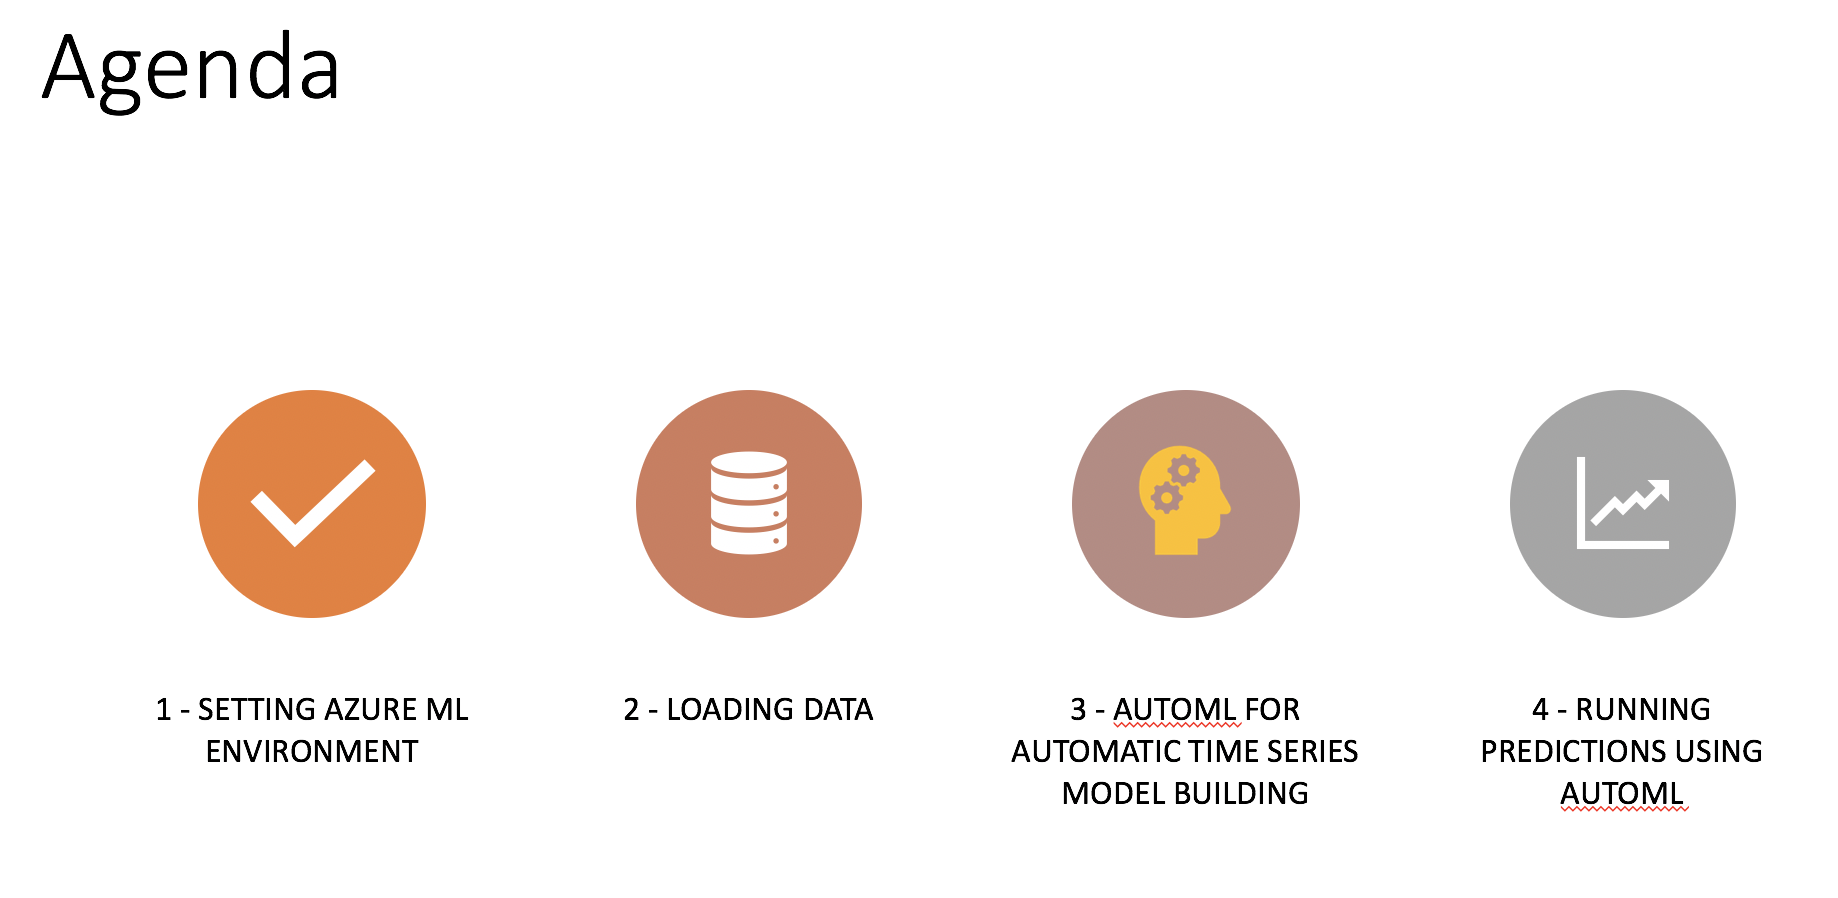 Agenda
1 - SETTING AZURE ML
ENVIRONMENT
2 - LOADING DATA
3 - AUTOML FOR
AUTOMATIC TIME SERIES
MODEL BUILDING
4 - RUNNING
PREDICTIONS USING
AUTOML